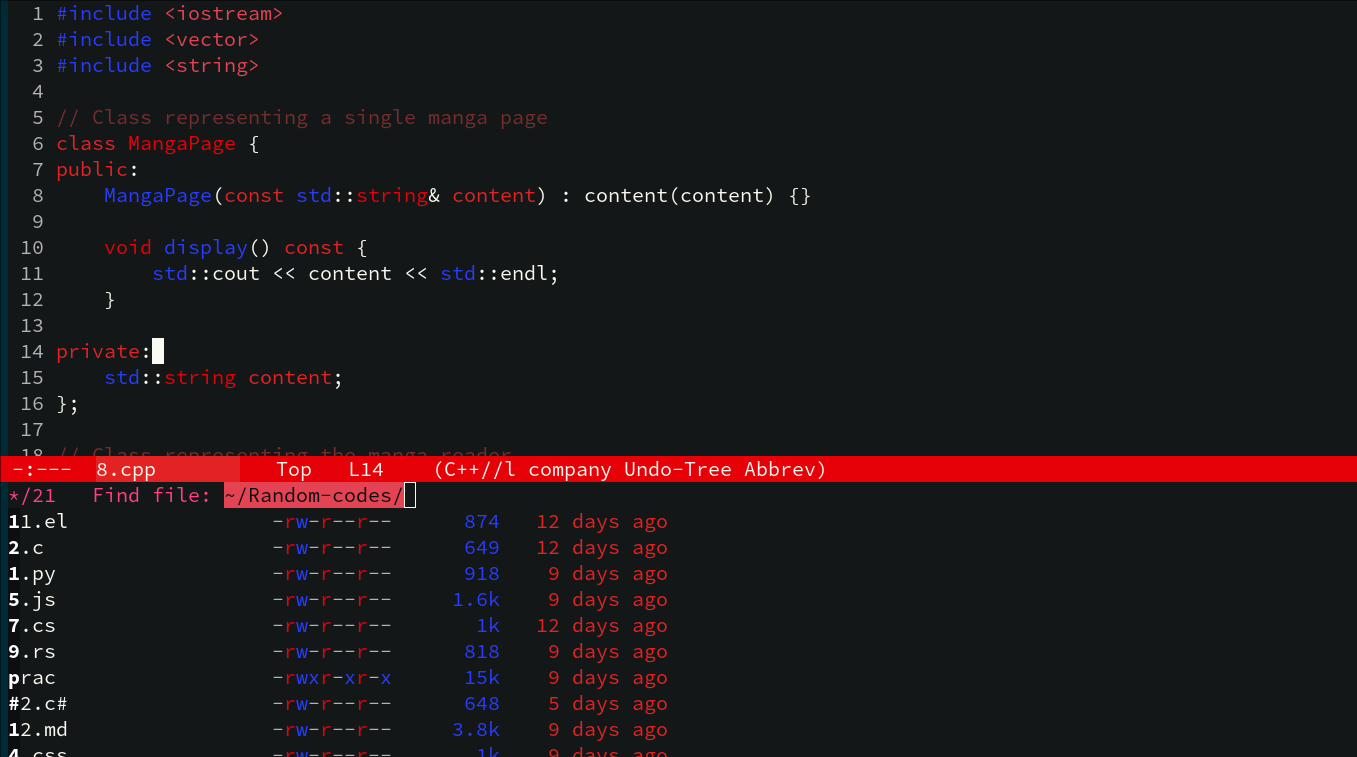 1 #include <iostream>
2 #include <vector>
3 #include <string>
4
5 // Class representing a single manga page
6 class MangaPage {
7 public:
8     MangaPage(const std::string& content) : content(content) {}
9
10     void display() const {
11         std::cout << content << std::endl;
12     }
13
14 private:
15     std::string content;
16 };
17
18 // Class representing the manga reader
-:--- 8.cpp Top L14 (C++//l company Undo-Tree Abbrev)
*/21 Find file: ~/Random-codes/
11.el -rw-r--r-- 874 12 days ago
2.c -rw-r--r-- 649 12 days ago
1.py -rw-r--r-- 918 9 days ago
5.js -rw-r--r-- 1.6k 9 days ago
7.cs -rw-r--r-- 1k 12 days ago
9.rs -rw-r--r-- 818 9 days ago
prac -rwxr-xr-x 15k 9 days ago
#2.c# -rw-r--r-- 648 5 days ago
12.md -rw-r--r-- 3.8k 9 days ago
4.css -rw-r--r-- 1k 9 days ago